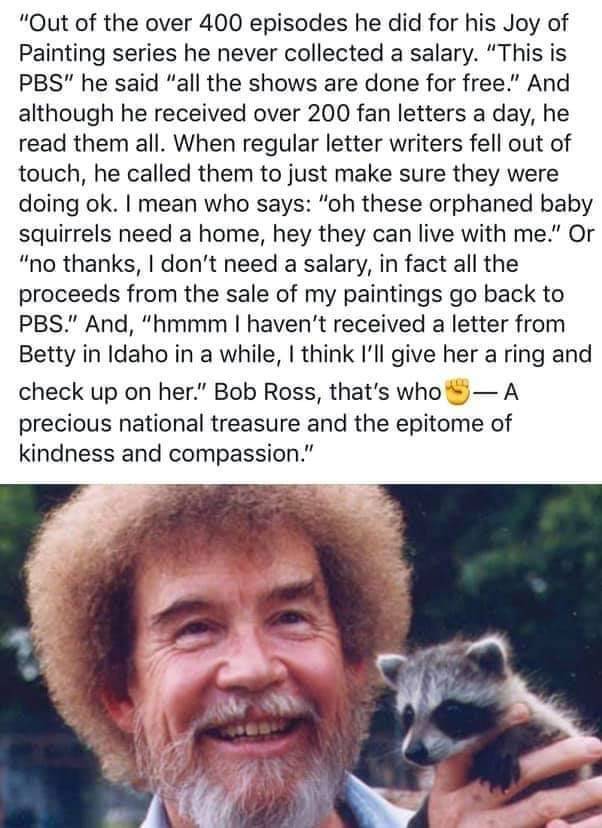 “Out of the over 400 episodes he did for his Joy of
Painting series he never collected a salary. “This is
PBS” he said “all the shows are done for free.” And
although he received over 200 fan letters a day, he
read them all. When regular letter writers fell out of
touch, he called them to just make sure they were
doing ok. I mean who says: “oh these orphaned baby
squirrels need a home, hey they can live with me.” Or
“no thanks, I don’t need a salary, in fact all the
proceeds from the sale of my paintings go back to
PBS.” And, “hmmm I haven’t received a letter from
Betty in Idaho in a while, I think I’ll give her a ring and
check up on her.” Bob Ross, that’s who✊— A
precious national treasure and the epitome of
kindness and compassion.”